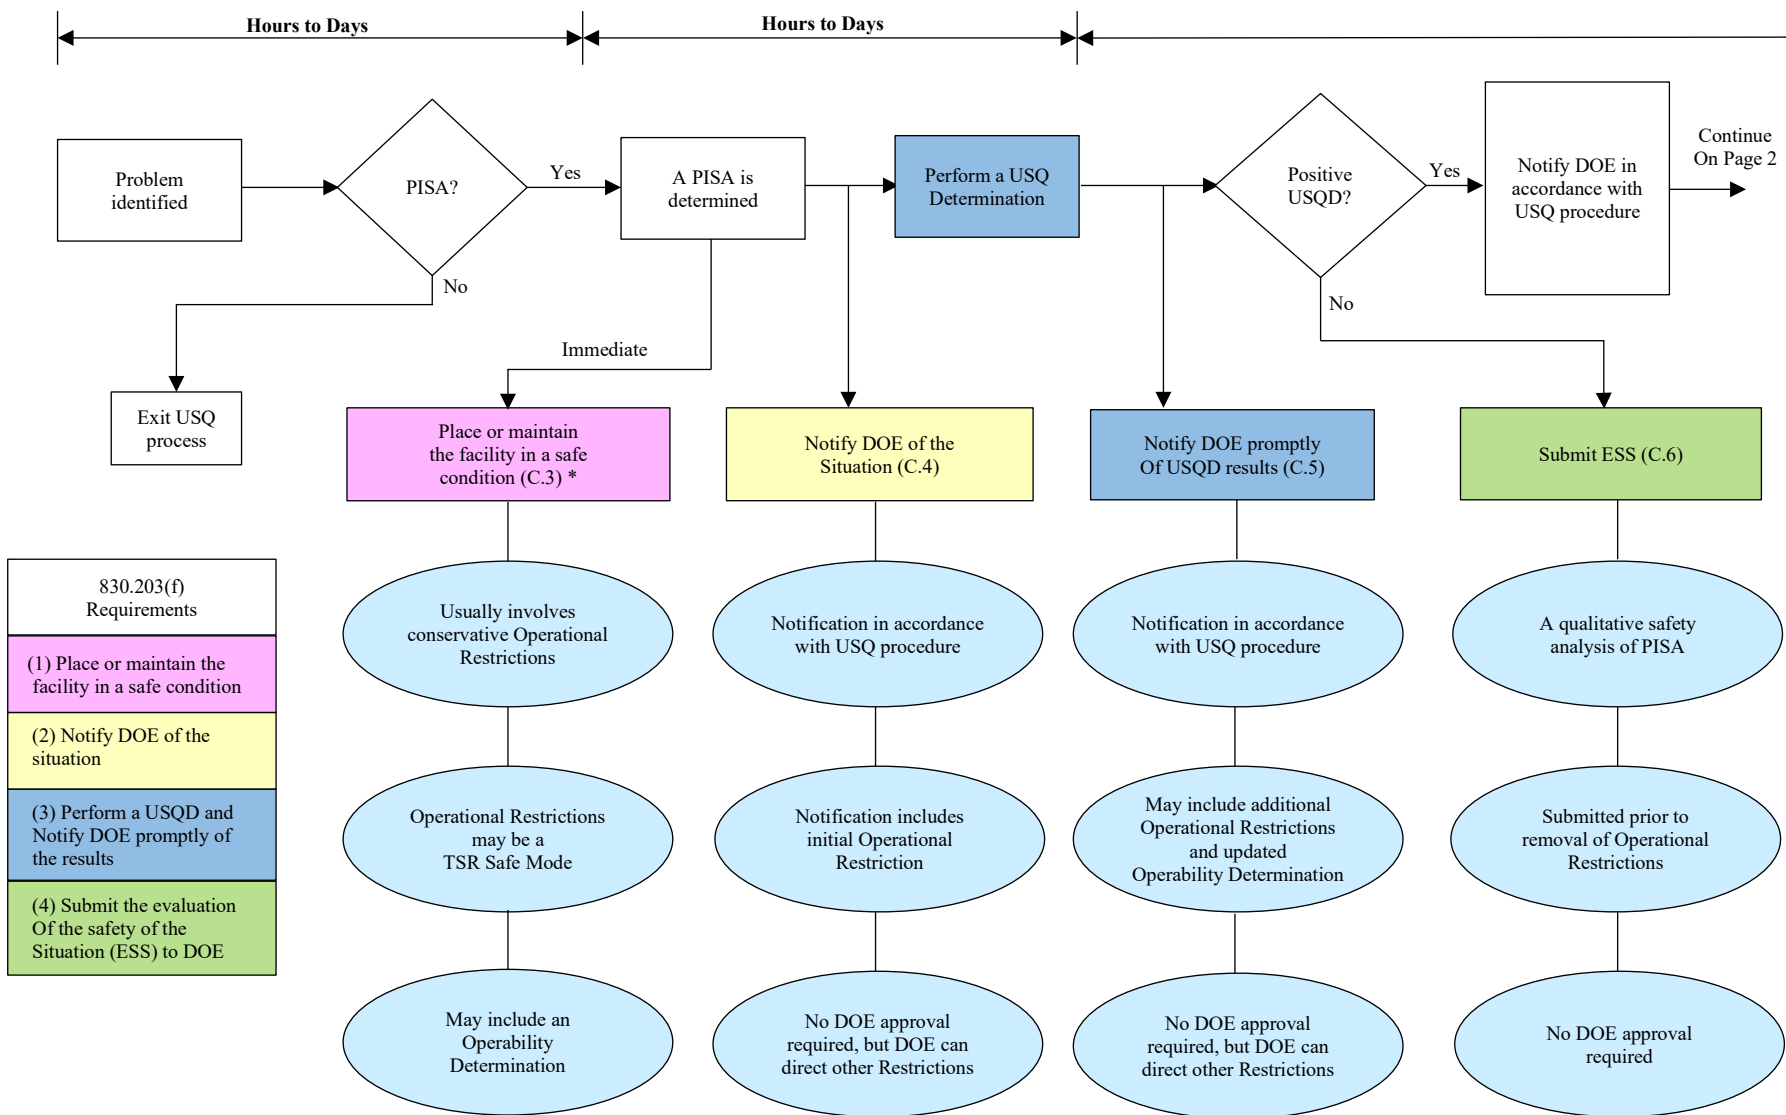 Hours to Days
Hours to Days
Problem
identified
PISA?
Yes
No
A PISA is
determined
Perform a USQ
Determination
Positive
USQD?
Yes
No
Notify DOE in
accordance with
USQ procedure
Continue
On Page 2
Immediate
Exit USQ
process
Place or maintain
the facility in a safe
condition (C.3) *
Notify DOE of the
Situation (C.4)
Notify DOE promptly
Of USQD results (C.5)
Submit ESS (C.6)
830.203(f)
Requirements
(1) Place or maintain the
facility in a safe condition
(2) Notify DOE of the
situation
(3) Perform a USQD and
Notify DOE promptly of
the results
(4) Submit the evaluation
Of the safety of the
Situation (ESS) to DOE
Usually involves
conservative Operational
Restrictions
Notification in accordance
with USQ procedure
Notification in accordance
with USQ procedure
A qualitative safety
analysis of PISA
Operational Restrictions
may be a
TSR Safe Mode
Notification includes
initial Operational
Restriction
May include additional
Operational Restrictions
and updated
Operability Determination
Submitted prior to
removal of Operational
Restrictions
May include an
Operability
Determination
No DOE approval
required, but DOE can
direct other Restrictions
No DOE approval
required, but DOE can
direct other Restrictions
No DOE approval
required